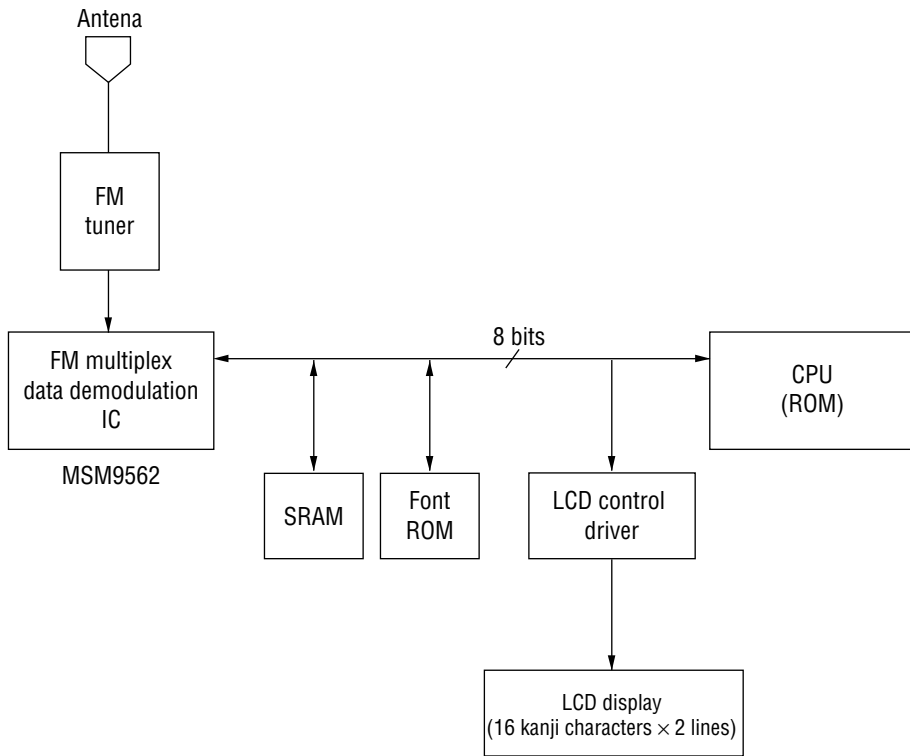 Antena
FM
tuner
FM multiplex
data demodulation
IC
MSM9562
8 bits
CPU
(ROM)
SRAM
Font
ROM
LCD control
driver
LCD display
(16 kanji characters × 2 lines)